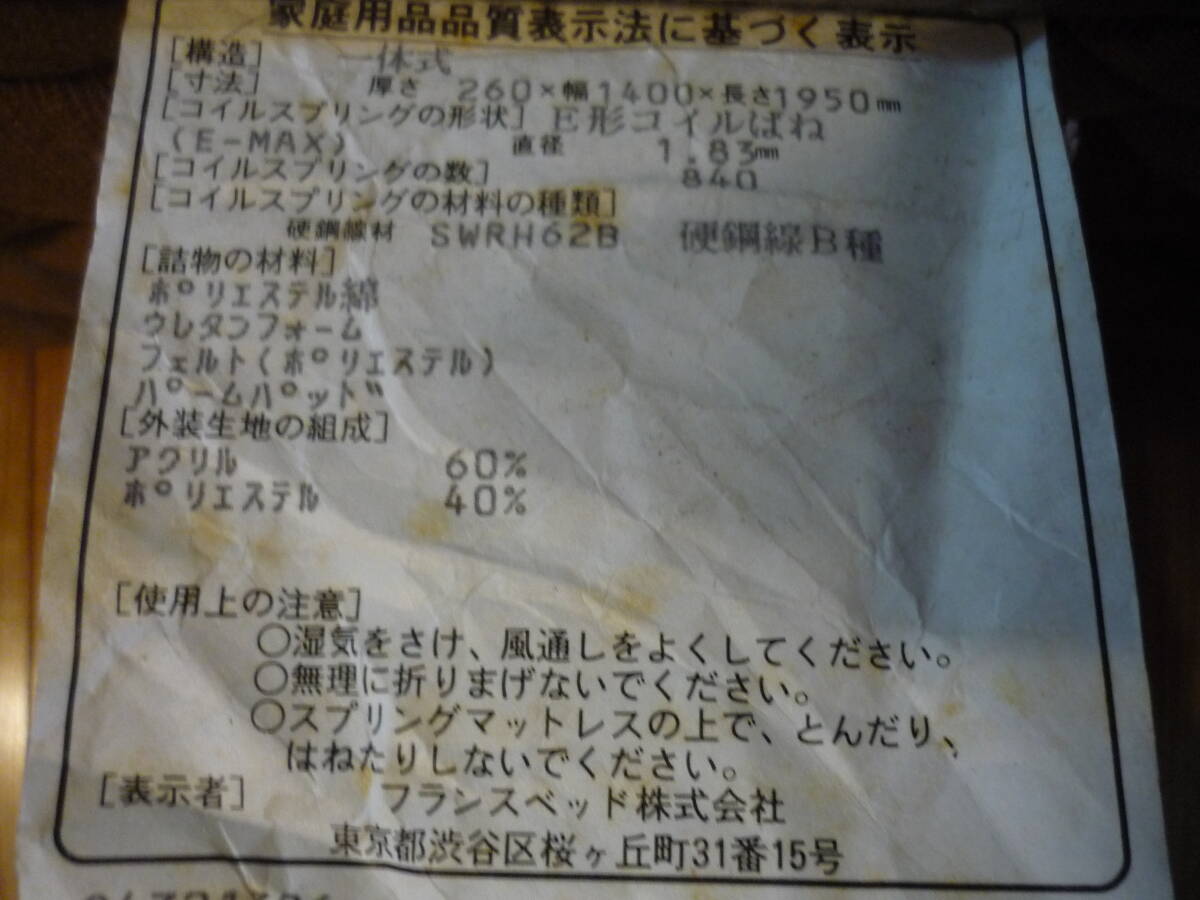 家庭用品品質表示法に基づく表示
[構造] 一体式
[寸法] 厚さ 260×幅1400×長さ1950mm
[コイルスプリングの形状] E形コイルばね
(E-MAX) 直径 1.83mm
[コイルスプリングの数] 840
[コイルスプリングの材料の種類]
硬鋼線材 SWRH62B 硬鋼線B種
[詰物の材料]
ポリエステル綿
ウレタンフォーム
フェルト(ポリエステル)
パームパッド
[外装生地の組成]
アクリル 60%
ポリエステル 40%
[使用上の注意]
○湿気をさけ、風通しをよくしてください。
○無理に折りまげないでください。
○スプリングマットレスの上で、とんだり、
はねたりしないでください。
[表示者] フランスベッド株式会社
東京都渋谷区桜ヶ丘町31番15号